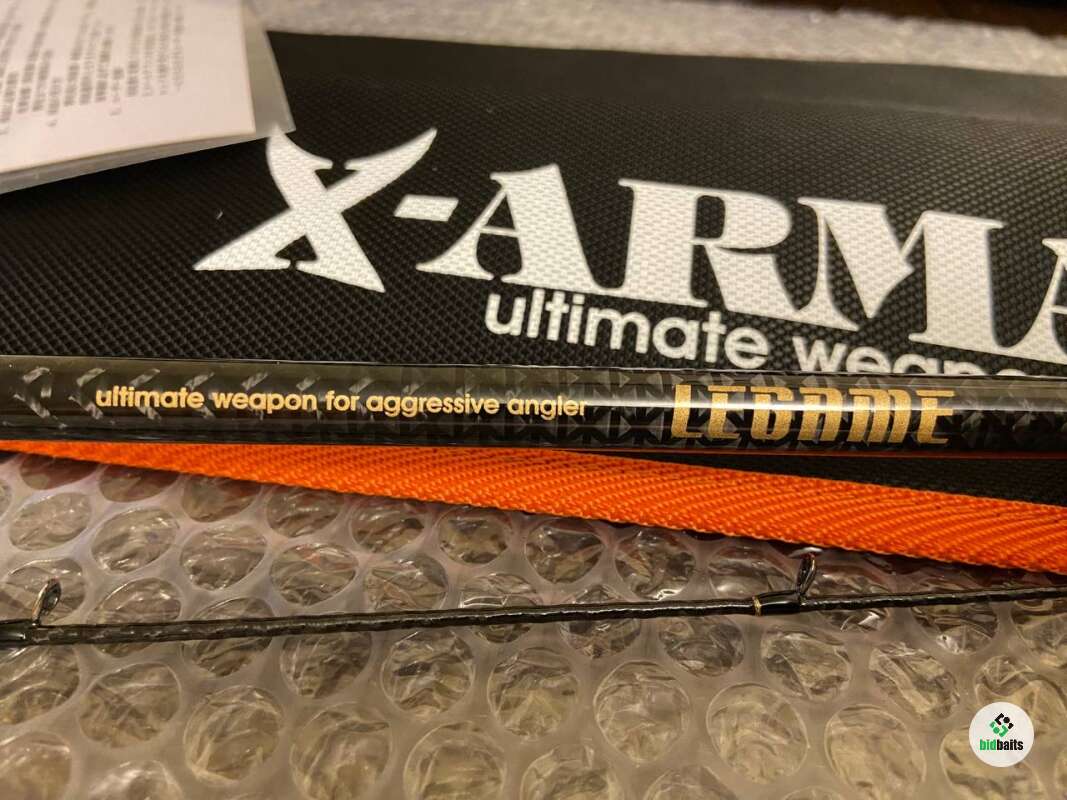 X-ARMA
ultimate weapon
ultimate weapon for aggressive angler
LEGAME
bidbaits